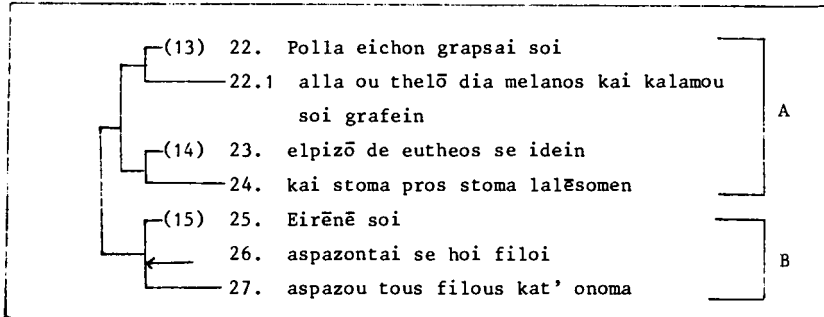 (13) 22. Polla eichon grapsai soi
22.1 alla ou thelō dia melanos kai kalamou
soi grafein
A
(14) 23. elpizō de eutheos se idein
24. kai stoma pros stoma lalēsomen
(15) 25. Eirēnē soi
26. aspazontai se hoi filoi
B
27. aspazou tous filous kat' onoma